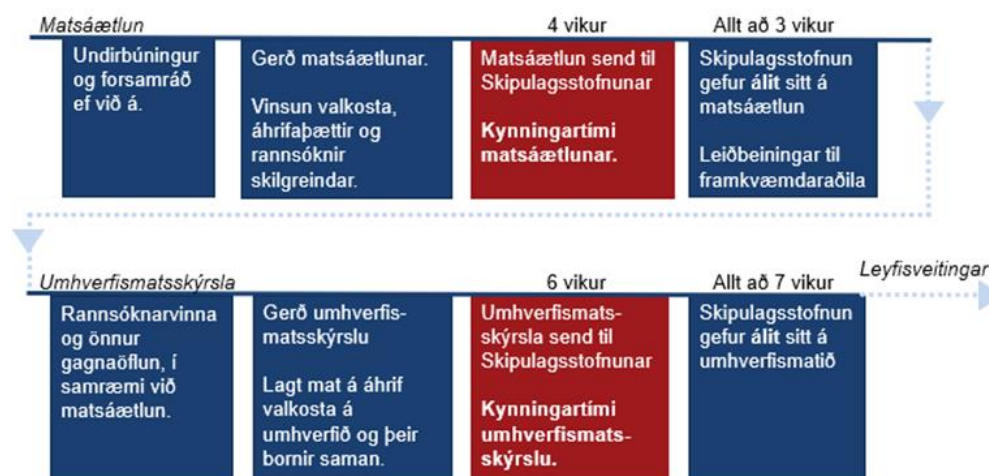 Matsáætlun
4 vikur
Allt að 3 vikur
Undirbúningur
og forsamráð
ef við á.
Gerð matsáætlunar.
Vinsun valkosta,
áhrifaþættir og
rannsóknir
skilgreindar.
Matsáætlun send til
Skipulagsstofnunar
Kynningartími
matsáætlunar.
Skipulagsstofnun
gefur álit sitt á
matsáætlun
Leiðbeiningar til
framkvæmdaraðila
Umhverfismatsskýrsla
6 vikur
Allt að 7 vikur
Leyfisveitingar
Rannsóknarvinna
og önnur
gagnaöflun, í
samræmi við
matsáætlun.
Gerð umhverfis-
matsskýrslu
Lagt mat á áhrif
valkosta á
umhverfið og þeir
bornir saman.
Umhverfismats-
skýrsla send til
Skipulagsstofnunar
Kynningartími
umhverfismats-
skýrslu.
Skipulagsstofnun
gefur álit sitt á
umhverfismatið